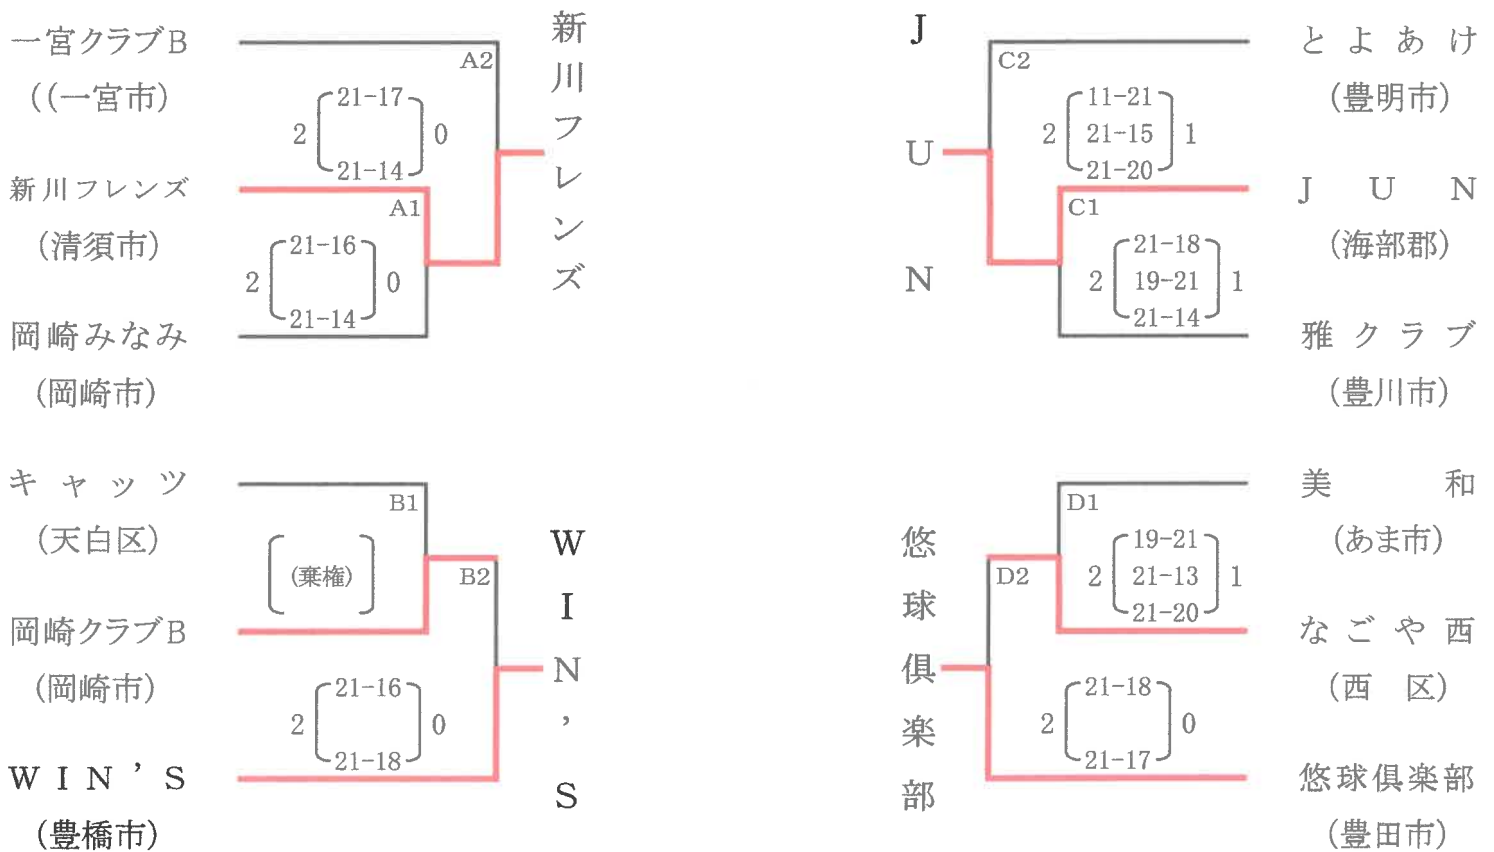 一宮クラブB
((一宮市)
A2
21-17
2 0
21-14
新川フレンズ
新川フレンズ
(清須市)
A1
21-16
2 0
21-14
岡崎みなみ
(岡崎市)
キャッツ
(天白区)
B1
(棄権)
岡崎クラブB
(岡崎市)
B2
21-16
2 0
21-18
WIN'S
(豊橋市)
WIN'S
JUN
C2
11-21
2 21-15 1
21-20
とよあけ
(豊明市)
C1
21-18
2 19-21 1
21-14
JUN
(海部郡)
雅クラブ
(豊川市)
悠球倶楽部
D1
19-21
2 21-13 1
21-20
美 和
(あま市)
なごや西
(西 区)
D2
21-18
2 0
21-17
悠球倶楽部
(豊田市)